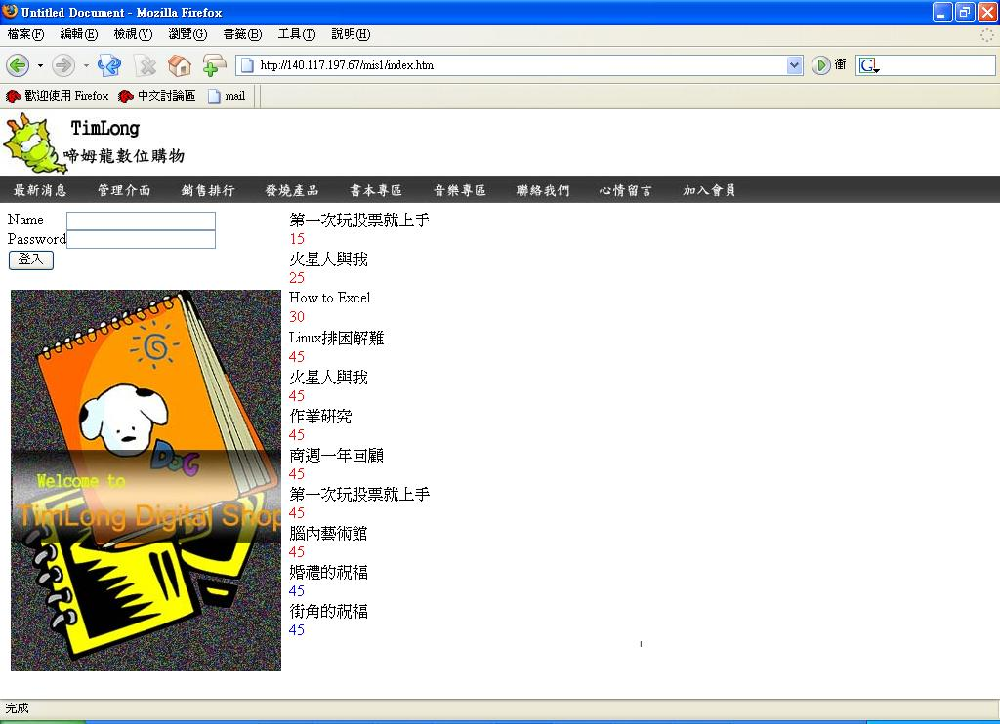 Untitled Document - Mozilla Firefox
檔案(F) 編輯(E) 檢視(V) 瀏覽(G) 書籤(B) 工具(T) 說明(H)
http://140.117.197.67/mis1/index.htm 衝 G
歡迎使用 Firefox 中文討論區 mail
TimLong
啼姆龍數位購物
最新消息 管理介面 銷售排行 發燒產品 書本專區 音樂專區 聯絡我們 心情留言 加入會員
Name
Password
登入
DOG
Welcome to
TimLong Digital Shop
第一次玩股票就上手
15
火星人與我
25
How to Excel
30
Linux排困解難
45
火星人與我
45
作業研究
45
商週一年回顧
45
第一次玩股票就上手
45
腦內藝術館
45
婚禮的祝福
45
街角的祝福
45
完成